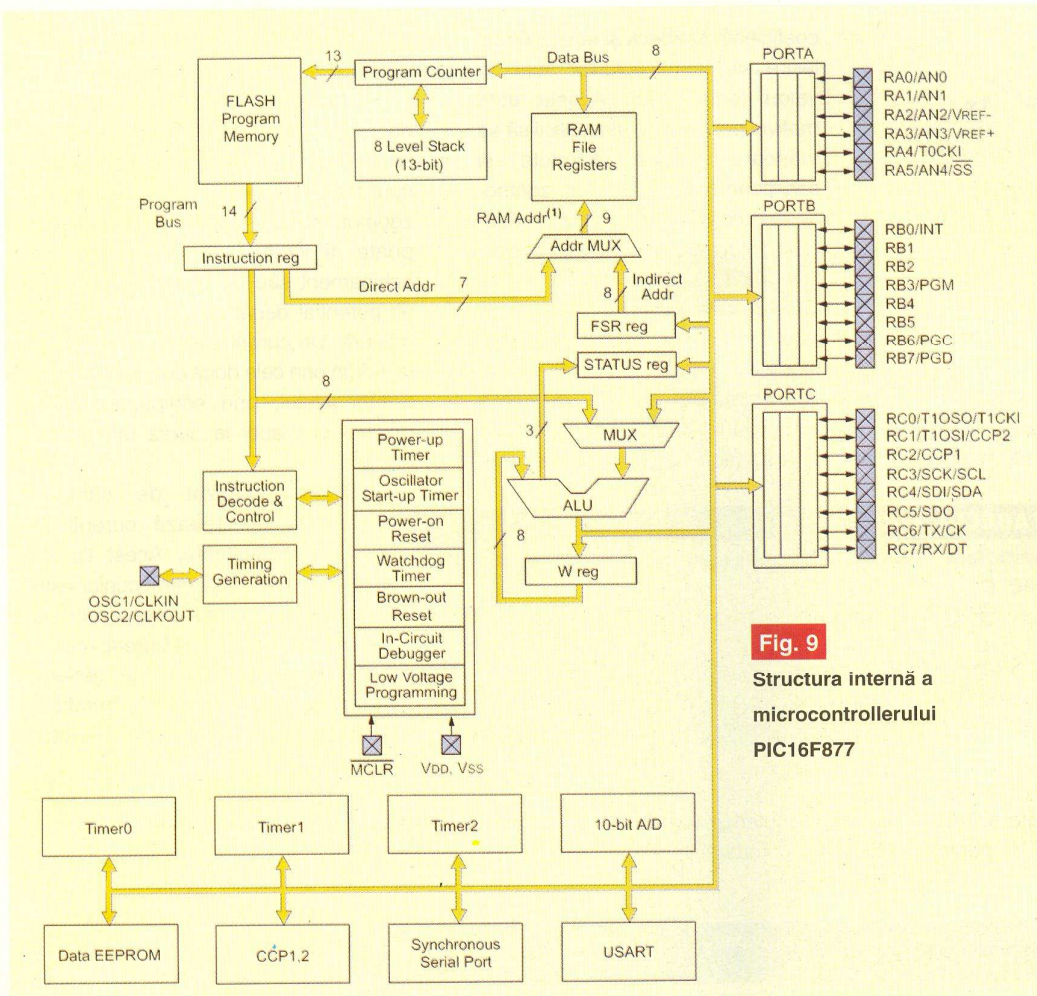 13
Program Counter
Data Bus
8
FLASH
Program
Memory
8 Level Stack
(13-bit)
RAM
File
Registers
Program
Bus
14
RAM Addr(1)
9
Addr MUX
Instruction reg
Direct Addr
7
Indirect
Addr
8
FSR reg
STATUS reg
8
3
MUX
ALU
8
W reg
Power-up
Timer
Oscillator
Start-up Timer
Power-on
Reset
Watchdog
Timer
Brown-out
Reset
In-Circuit
Debugger
Low Voltage
Programming
Instruction
Decode &
Control
Timing
Generation
OSC1/CLKIN
OSC2/CLKOUT
MCLR
VDD, VSS
PORTA
RA0/AN0
RA1/AN1
RA2/AN2/VREF-
RA3/AN3/VREF+
RA4/T0CKI
RA5/AN4/SS
PORTB
RB0/INT
RB1
RB2
RB3/PGM
RB4
RB5
RB6/PGC
RB7/PGD
PORTC
RC0/T1OSO/T1CKI
RC1/T1OSI/CCP2
RC2/CCP1
RC3/SCK/SCL
RC4/SDI/SDA
RC5/SDO
RC6/TX/CK
RC7/RX/DT
Fig. 9
Structura internă a
microcontrollerului
PIC16F877
Timer0
Timer1
Timer2
10-bit A/D
Data EEPROM
CCP1,2
Synchronous
Serial Port
USART